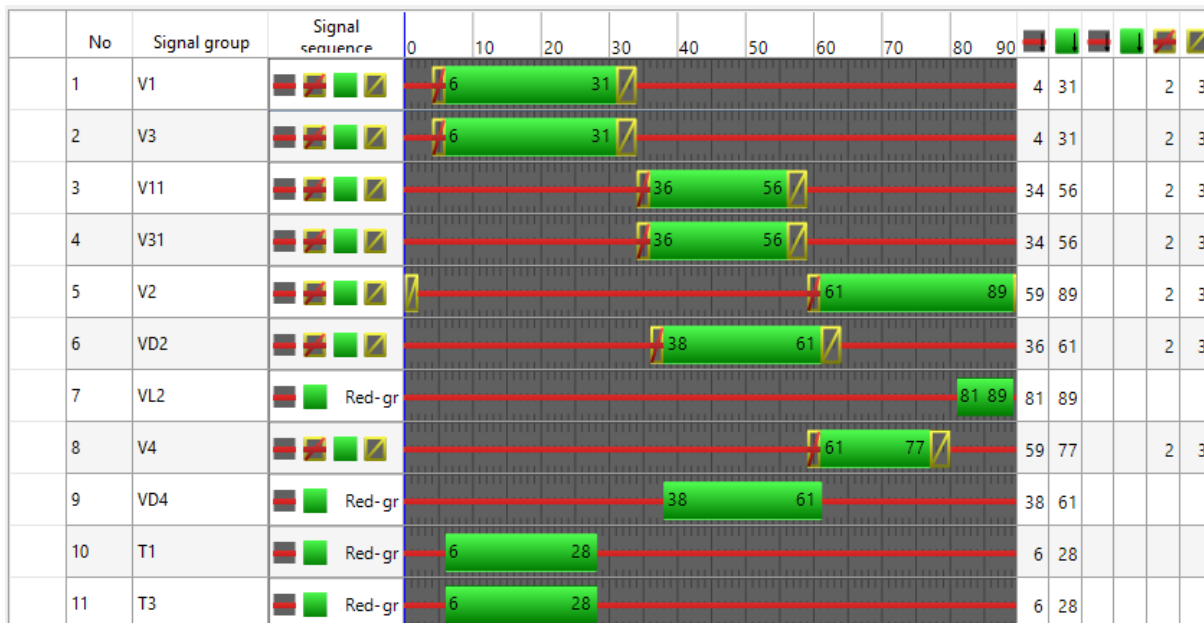 No Signal group Signal sequence 0 10 20 30 40 50 60 70 80 90
1 V1 6 31 4 31 2 3
2 V3 6 31 4 31 2 3
3 V11 36 56 34 56 2 3
4 V31 36 56 34 56 2 3
5 V2 61 89 59 89 2 3
6 VD2 38 61 36 61 2 3
7 VL2 Red-gr 81 89 81 89
8 V4 61 77 59 77 2 3
9 VD4 Red-gr 38 61 38 61
10 T1 Red-gr 6 28 6 28
11 T3 Red-gr 6 28 6 28